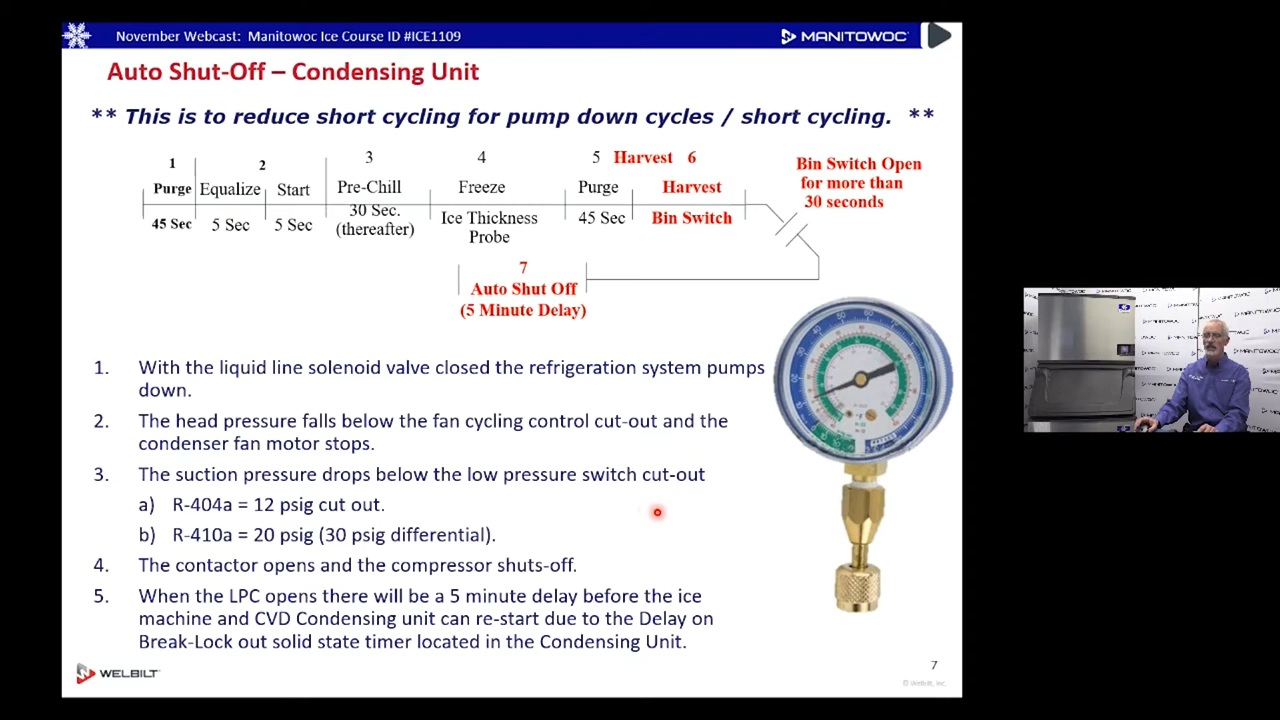 November Webcast: Manitowoc Ice Course ID #ICE1109
MANITOWOC
Auto Shut-Off – Condensing Unit
** This is to reduce short cycling for pump down cycles / short cycling. **
1
2
3
4
5 Harvest 6
Purge
Equalize
Start
Pre-Chill
Freeze
Purge
Harvest
45 Sec
5 Sec
5 Sec
30 Sec.
(thereafter)
Ice Thickness
Probe
45 Sec
Bin Switch
Bin Switch Open
for more than
30 seconds
7
Auto Shut Off
(5 Minute Delay)
1. With the liquid line solenoid valve closed the refrigeration system pumps
down.
2. The head pressure falls below the fan cycling control cut-out and the
condenser fan motor stops.
3. The suction pressure drops below the low pressure switch cut-out
a) R-404a = 12 psig cut out.
b) R-410a = 20 psig (30 psig differential).
4. The contactor opens and the compressor shuts-off.
5. When the LPC opens there will be a 5 minute delay before the ice
machine and CVD Condensing unit can re-start due to the Delay on
Break-Lock out solid state timer located in the Condensing Unit.
WELBILT
7
© Welbilt, Inc.
MANITOWOC